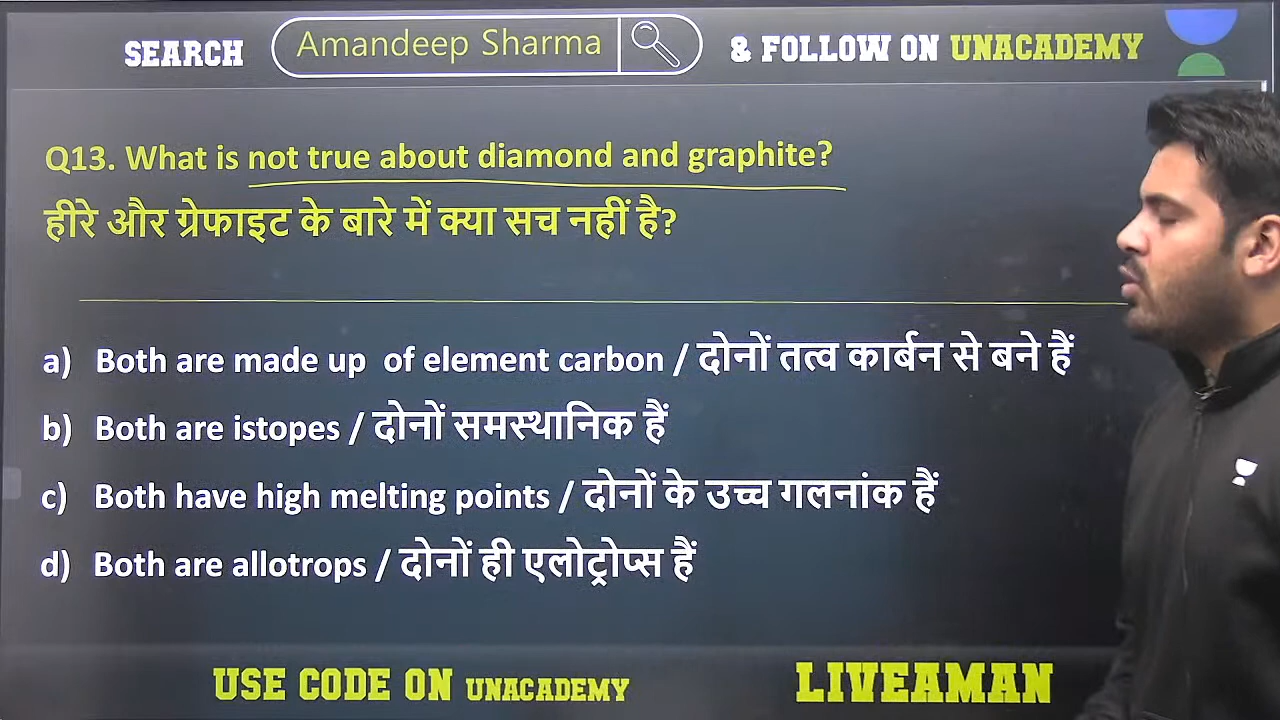 SEARCH Amandeep Sharma & FOLLOW ON UNACADEMY
Q13. What is not true about diamond and graphite?
हीरे और ग्रेफाइट के बारे में क्या सच नहीं है?
a) Both are made up of element carbon / दोनों तत्व कार्बन से बने हैं
b) Both are istopes / दोनों समस्थानिक हैं
c) Both have high melting points / दोनों के उच्च गलनांक हैं
d) Both are allotrops / दोनों ही एलोट्रोप्स हैं
USE CODE ON UNACADEMY LIVEAMAN